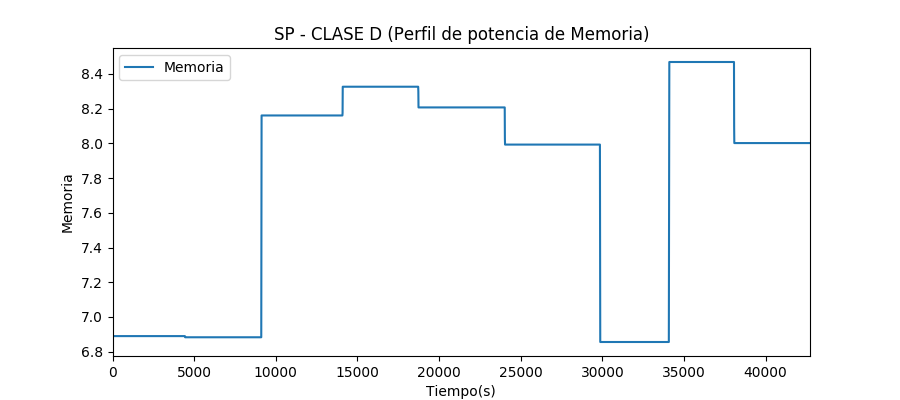 SP - CLASE D (Perfil de potencia de Memoria)
Memoria
8.4
8.2
8.0
7.8
7.6
7.4
7.2
7.0
6.8
Memoria
0 5000 10000 15000 20000 25000 30000 35000 40000
Tiempo(s)